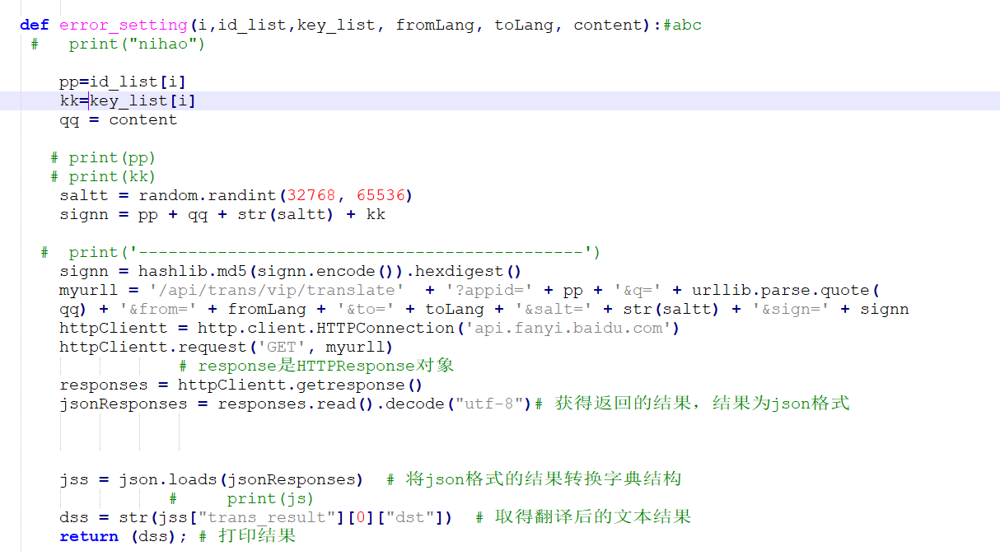 def error_setting(i,id_list,key_list, fromLang, toLang, content):#abc
#   print("nihao")
pp=id_list[i]
kk=key_list[i]
qq = content
# print(pp)
# print(kk)
saltt = random.randint(32768, 65536)
signn = pp + qq + str(saltt) + kk
#  print('---------------------------------------------')
signn = hashlib.md5(signn.encode()).hexdigest()
myurll = '/api/trans/vip/translate'  + '?appid=' + pp + '&q=' + urllib.parse.quote(
qq) + '&from=' + fromLang + '&to=' + toLang + '&salt=' + str(saltt) + '&sign=' + signn
httpClientt = http.client.HTTPConnection('api.fanyi.baidu.com')
httpClientt.request('GET', myurll)
# response是HTTPResponse对象
responses = httpClientt.getresponse()
jsonResponses = responses.read().decode("utf-8")# 获得返回的结果，结果为json格式
jss = json.loads(jsonResponses)  # 将json格式的结果转换字典结构
#     print(js)
dss = str(jss["trans_result"][0]["dst"])  # 取得翻译后的文本结果
return (dss); # 打印结果